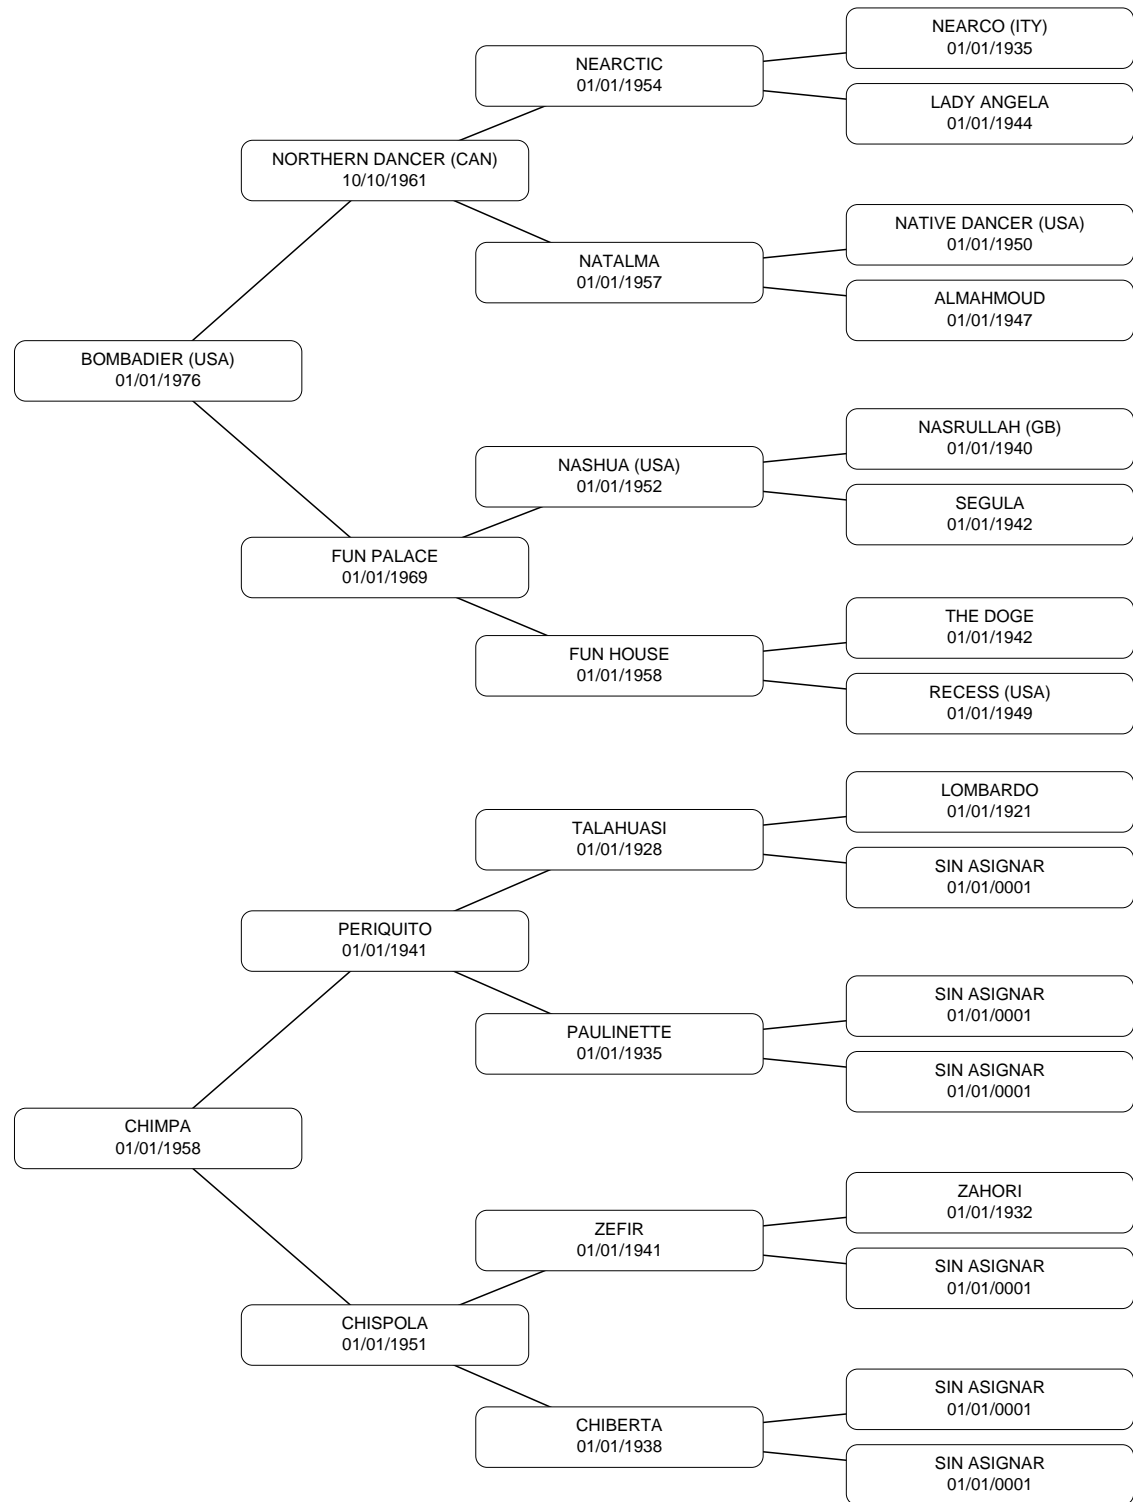 NEARCO (ITY)
01/01/1935
NEARCTIC
01/01/1954
LADY ANGELA
01/01/1944
NORTHERN DANCER (CAN)
10/10/1961
NATIVE DANCER (USA)
01/01/1950
NATALMA
01/01/1957
ALMAHMOUD
01/01/1947
BOMBADIER (USA)
01/01/1976
NASRULLAH (GB)
01/01/1940
NASHUA (USA)
01/01/1952
SEGULA
01/01/1942
FUN PALACE
01/01/1969
THE DOGE
01/01/1942
FUN HOUSE
01/01/1958
RECESS (USA)
01/01/1949
LOMBARDO
01/01/1921
TALAHUASI
01/01/1928
SIN ASIGNAR
01/01/0001
PERIQUITO
01/01/1941
SIN ASIGNAR
01/01/0001
PAULINETTE
01/01/1935
SIN ASIGNAR
01/01/0001
CHIMPA
01/01/1958
ZAHORI
01/01/1932
ZEFIR
01/01/1941
SIN ASIGNAR
01/01/0001
CHISPOLA
01/01/1951
SIN ASIGNAR
01/01/0001
CHIBERTA
01/01/1938
SIN ASIGNAR
01/01/0001